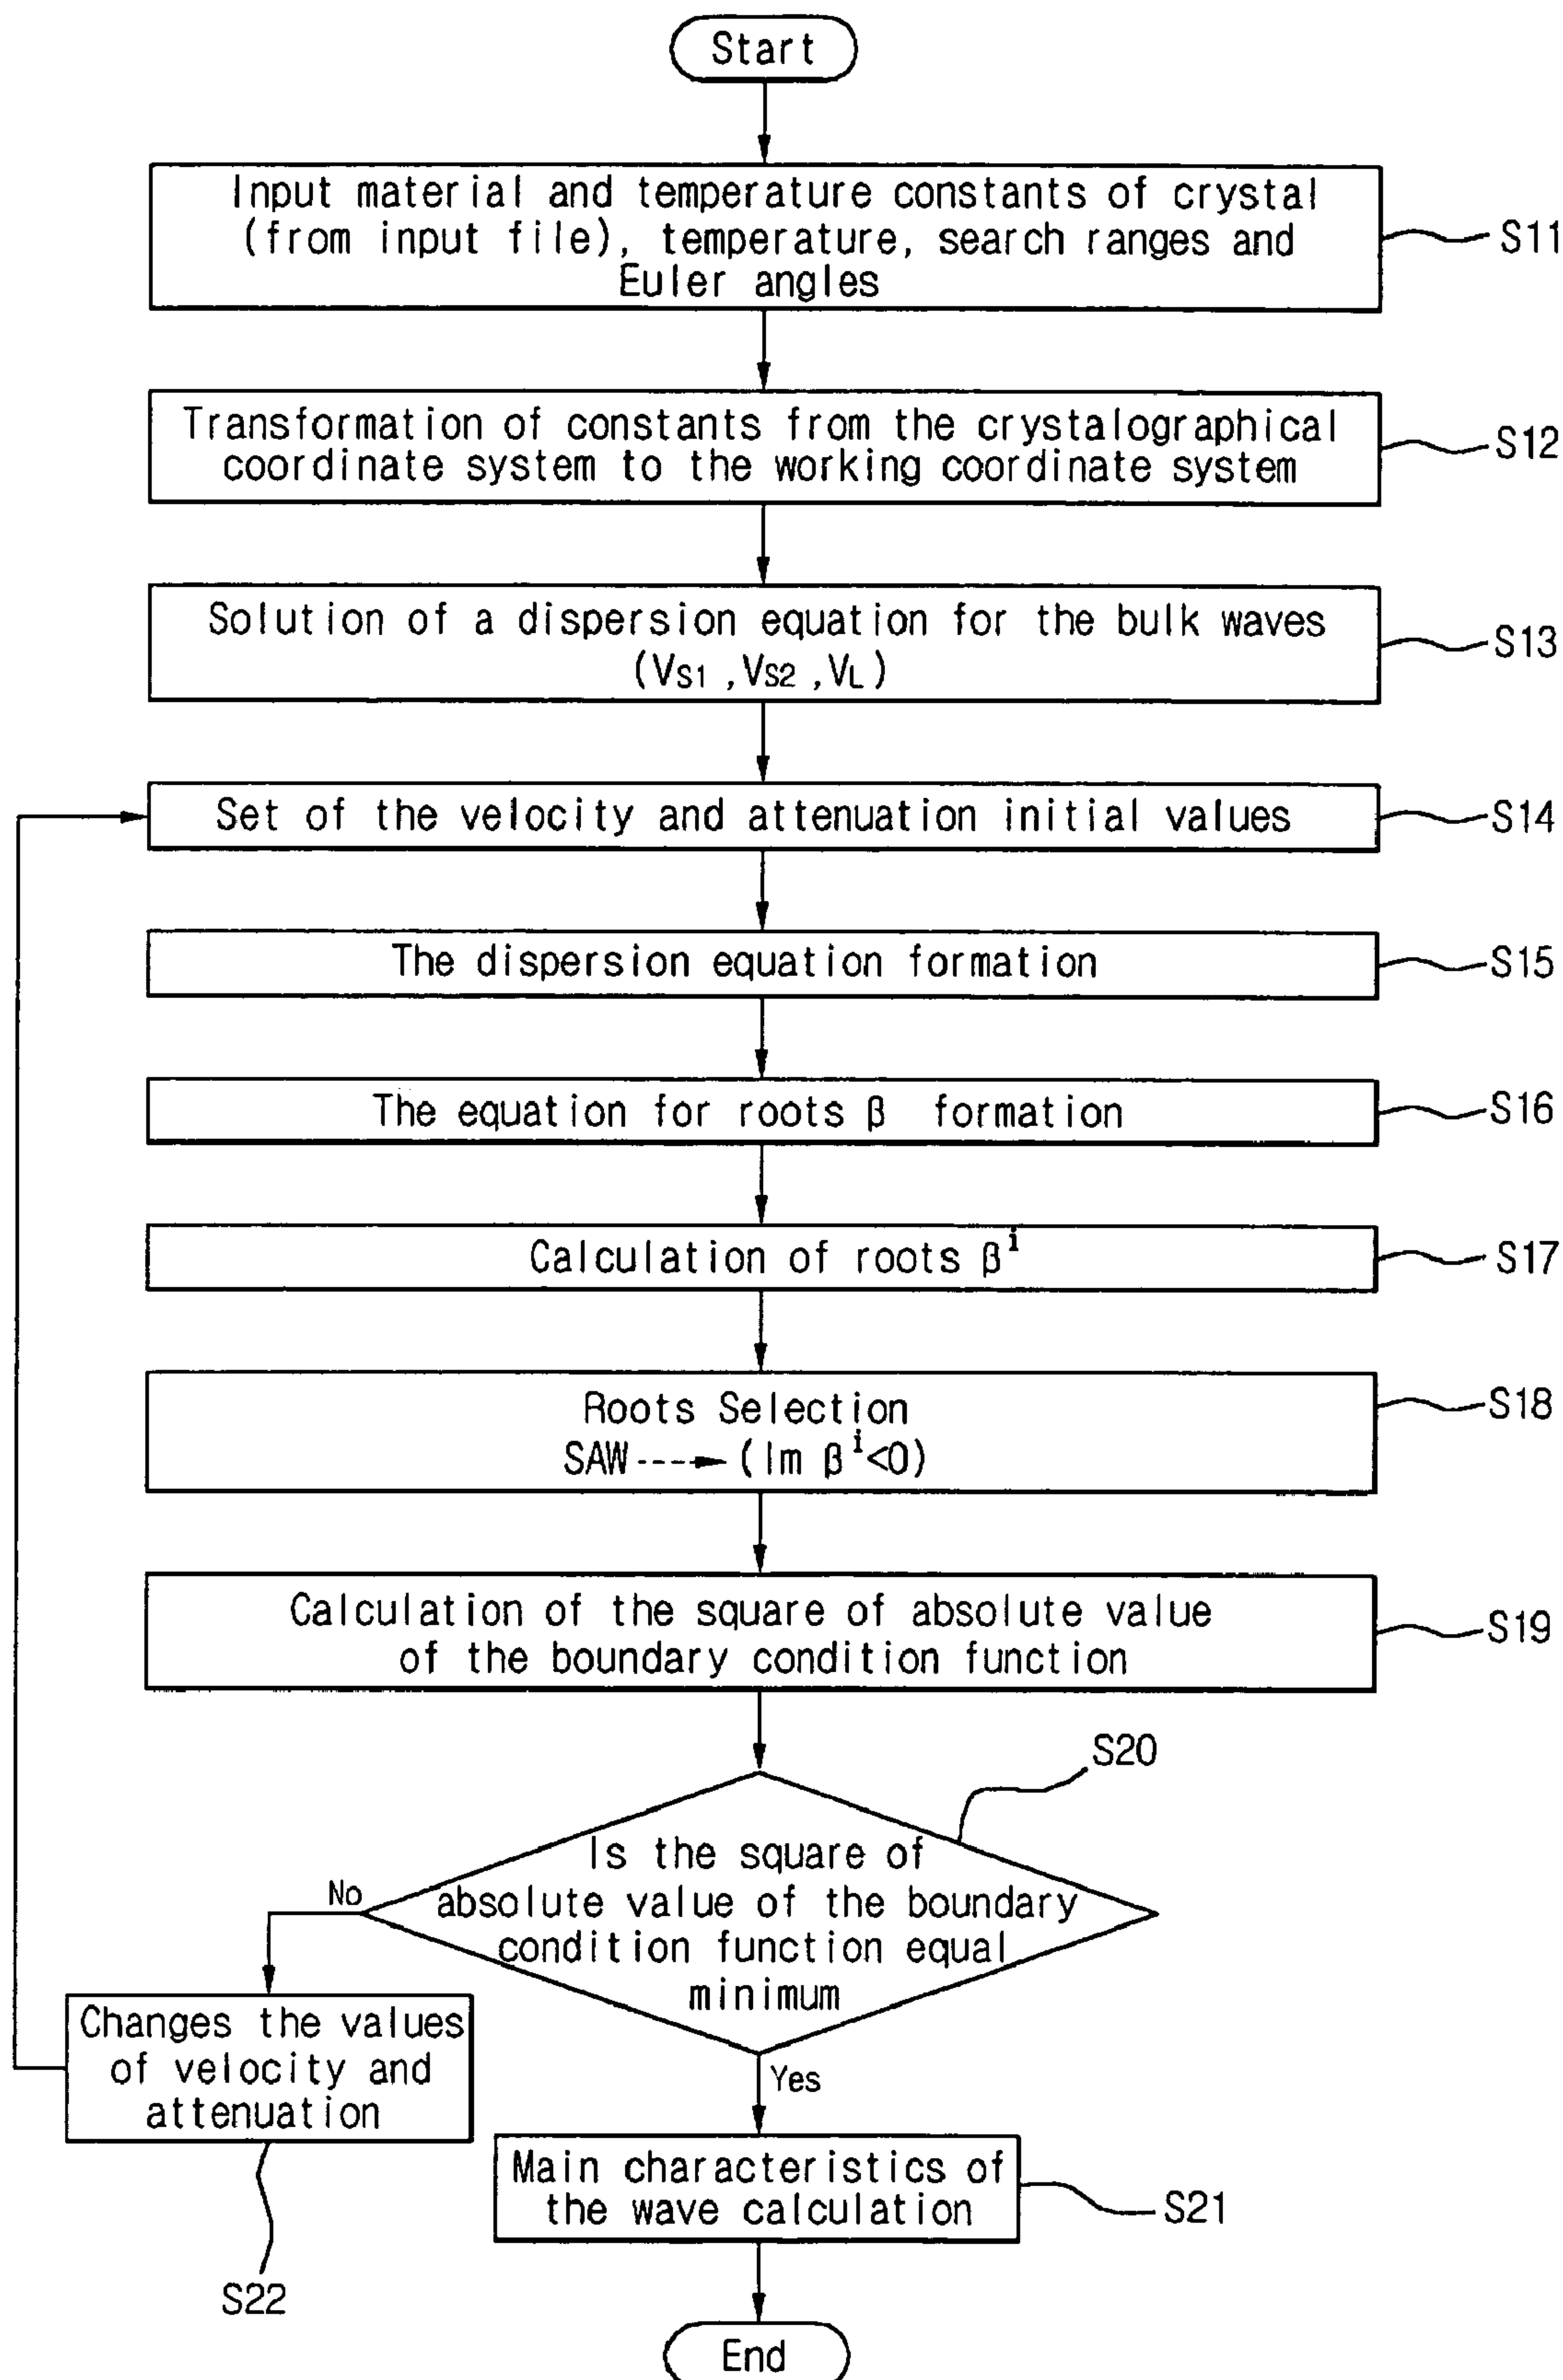 Start
Input material and temperature constants of crystal
(from input file), temperature, search ranges and
Euler angles
S11
Transformation of constants from the crystalographical
coordinate system to the working coordinate system
S12
Solution of a dispersion equation for the bulk waves
(VS1 ,VS2 ,VL)
S13
Set of the velocity and attenuation initial values
S14
The dispersion equation formation
S15
The equation for roots β formation
S16
Calculation of roots βⁱ
S17
Roots Selection
SAW ----► (Im βⁱ<0)
S18
Calculation of the square of absolute value
of the boundary condition function
S19
S20
Is the square of
absolute value of the boundary
condition function equal
minimum
No
Yes
Changes the values
of velocity and
attenuation
S22
Main characteristics of
the wave calculation
S21
End